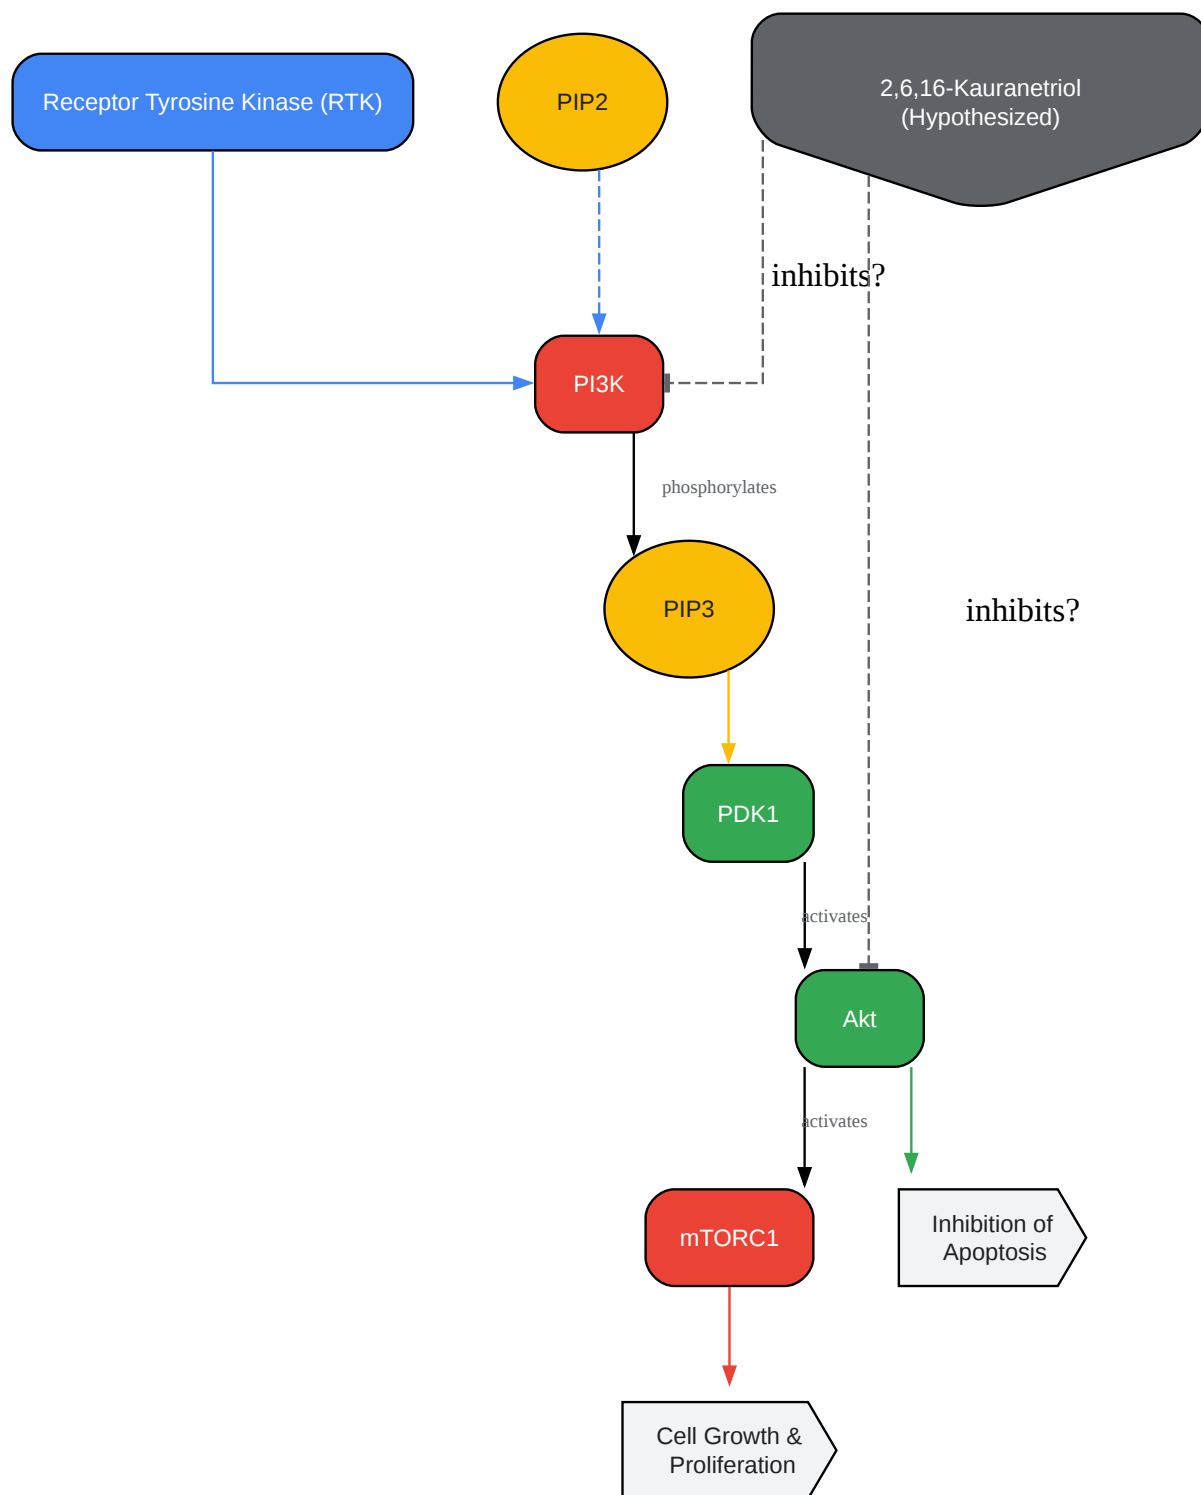 Receptor Tyrosine Kinase (RTK)
PIP2
2,6,16-Kauranetriol
(Hypothesized)
inhibits?
PI3K
phosphorylates
PIP3
inhibits?
PDK1
activates
Akt
activates
mTORC1
Inhibition of
Apoptosis
Cell Growth &
Proliferation